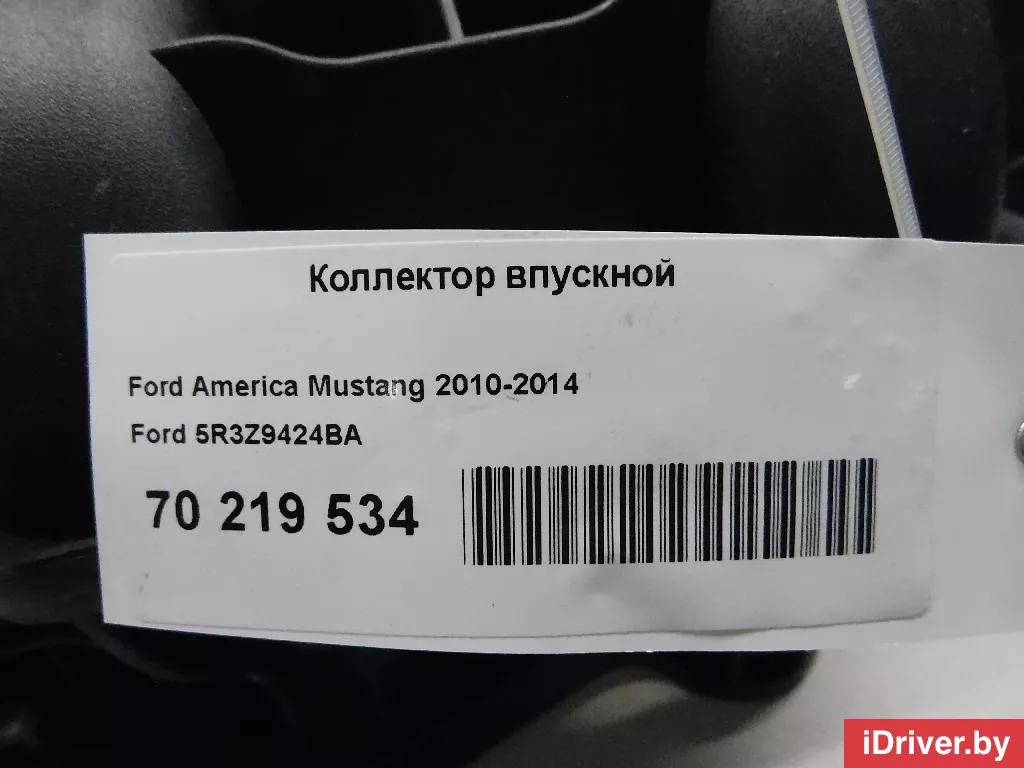 Коллектор впускной
Ford America Mustang 2010-2014
Ford 5R3Z9424BA
70 219 534
iDriver.by